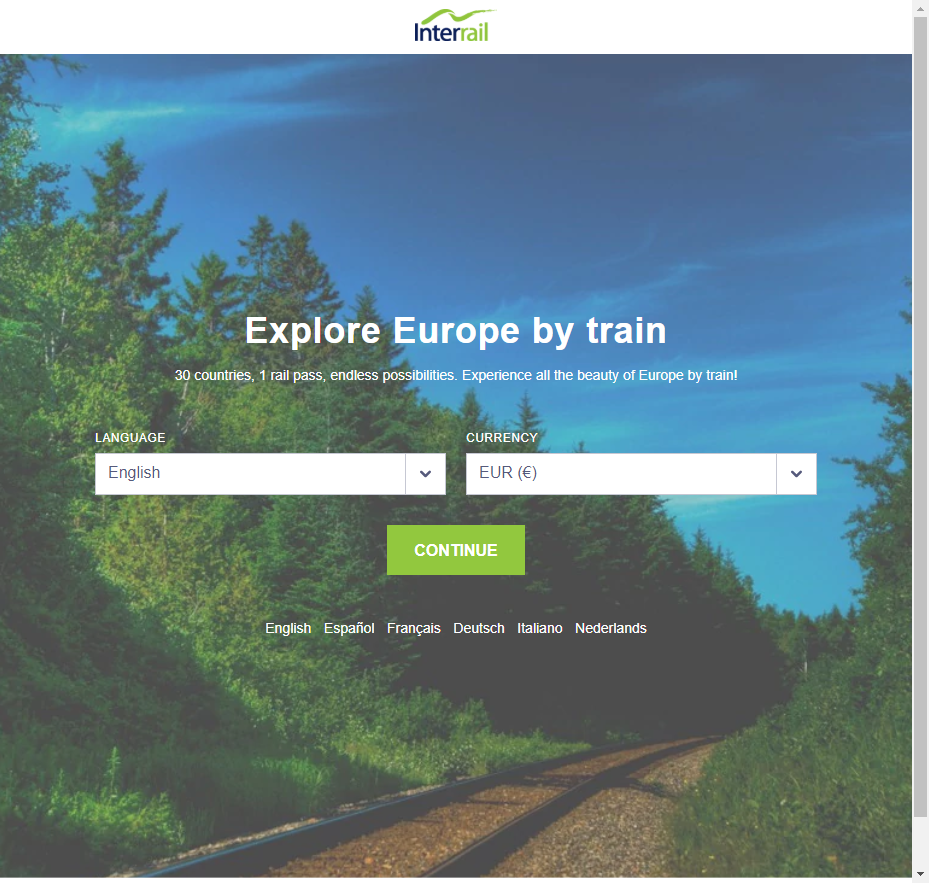 Interrail
Explore Europe by train
30 countries, 1 rail pass, endless possibilities. Experience all the beauty of Europe by train!
LANGUAGE
CURRENCY
English
EUR (€)
CONTINUE
English Español Français Deutsch Italiano Nederlands